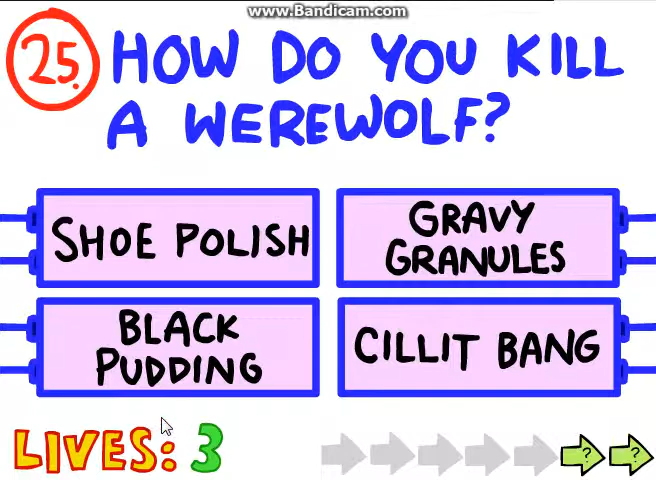 www.Bandicam.com
25. HOW DO YOU KILL
A WEREWOLF?
SHOE POLISH
GRAVY
GRANULES
BLACK
PUDDING
CILLIT BANG
LIVES: 3
? ?